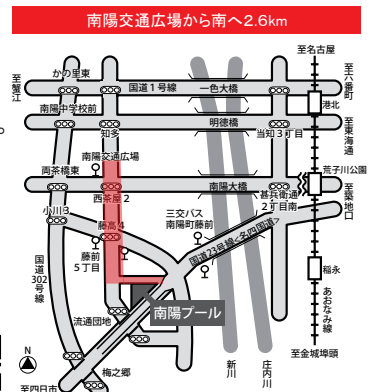 南陽交通広場から南へ2.6km
至名古屋
至蟹江
かの里東
国道1号線
一色大橋
港北
至六番町
南陽中学校前
明徳橋
知多
当知3丁目
至東海通
南陽交通広場
荒子川公園
両茶橋東
南陽大橋
西茶屋2
甚兵衛通
2丁目南
至築地口
小川3
三交バス
南陽町藤前
藤高4
国道23号線<名四国道>
藤前
5丁目
国道302号線
稲永
あおなみ線
南陽プール
流通団地
N
梅之郷
新川
庄内川
至金城埠頭
至四日市